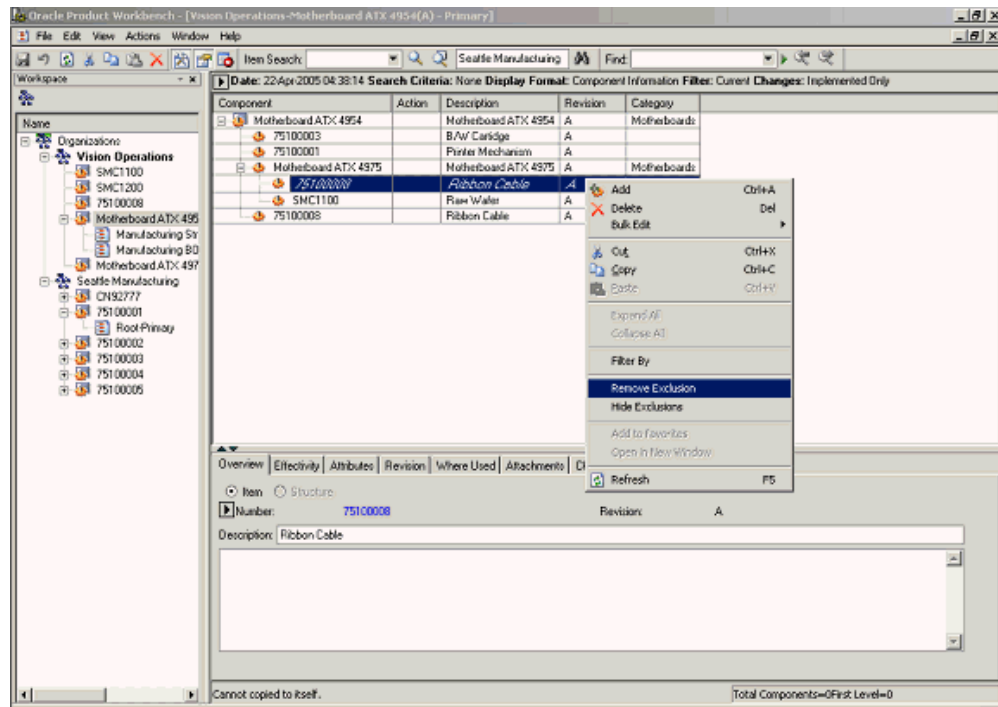 Oracle Product Workbench - [Vision Operations-Motherboard ATX 4954(A) - Primary]
File Edit View Actions Window Help
Item Search: Seattle Manufacturing Find:
Workspace
Name
Organizations
Vision Operations
SMC1100
SMC1200
75100008
Motherboard ATX 495
Manufacturing Str
Manufacturing BO
Motherboard ATX 497
Seattle Manufacturing
CN92777
75100001
Root-Primary
75100002
75100003
75100004
75100005
Date: 22-Apr-2005 04:38:14 Search Criteria: None Display Format: Component Information Filter: Current Changes: Implemented Only
Component Action Description Revision Category
Motherboard ATX 4954 Motherboard ATX 4954 A Motherboards
75100003 B/W Cartidge A
75100001 Printer Mechanism A
Motherboard ATX 4975 Motherboard ATX 4975 A Motherboards
75100008 Ribbon Cable A
SMC1100 Raw Wafer A
75100008 Ribbon Cable A
Add Ctrl+A
Delete Del
Bulk Edit
Cut Ctrl+X
Copy Ctrl+C
Paste Ctrl+V
Expand All
Collapse All
Filter By
Remove Exclusion
Hide Exclusions
Add to Favorites
Open in New Window
Refresh F5
Overview Effectivity Attributes Revision Where Used Attachments
Item Structure
Number: 75100008 Revision: A
Description: Ribbon Cable
Cannot copied to itself.
Total Components=0First Level=0